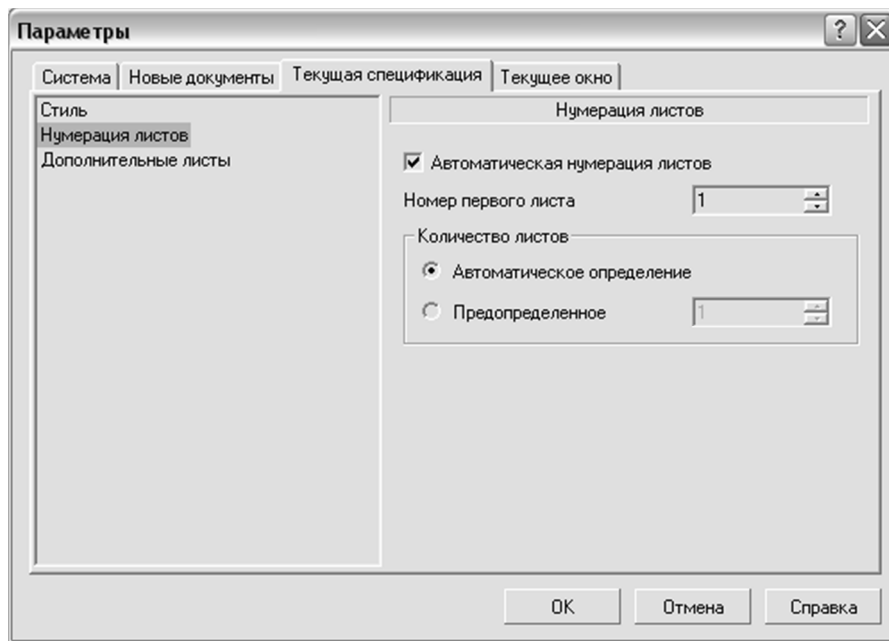 Параметры
Система Новые документы Текущая спецификация Текущее окно
Стиль
Нумерация листов
Дополнительные листы
Нумерация листов
Автоматическая нумерация листов
Номер первого листа 1
Количество листов
Автоматическое определение
Предопределенное 1
OK Отмена Справка